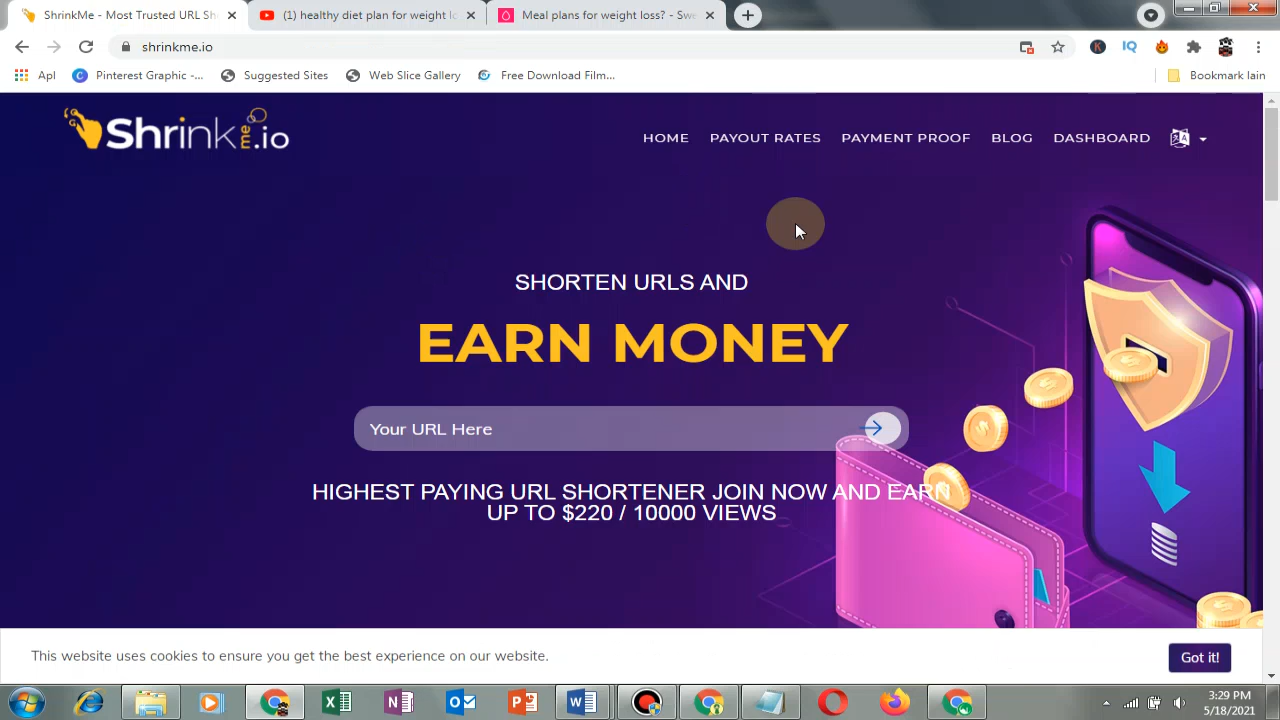 ShrinkMe - Most Trusted URL Sh
(1) healthy diet plan for weight l
Meal plans for weight loss? - Swe
shrinkme.io
K
IQ
Apl
Pinterest Graphic -...
Suggested Sites
Web Slice Gallery
Free Download Film...
Bookmark lain
Shrinkme.io
HOME
PAYOUT RATES
PAYMENT PROOF
BLOG
DASHBOARD
SHORTEN URLS AND
EARN MONEY
Your URL Here
HIGHEST PAYING URL SHORTENER JOIN NOW AND EARN
UP TO $220 / 10000 VIEWS
This website uses cookies to ensure you get the best experience on our website.
Got it!
3:29 PM
5/18/2021